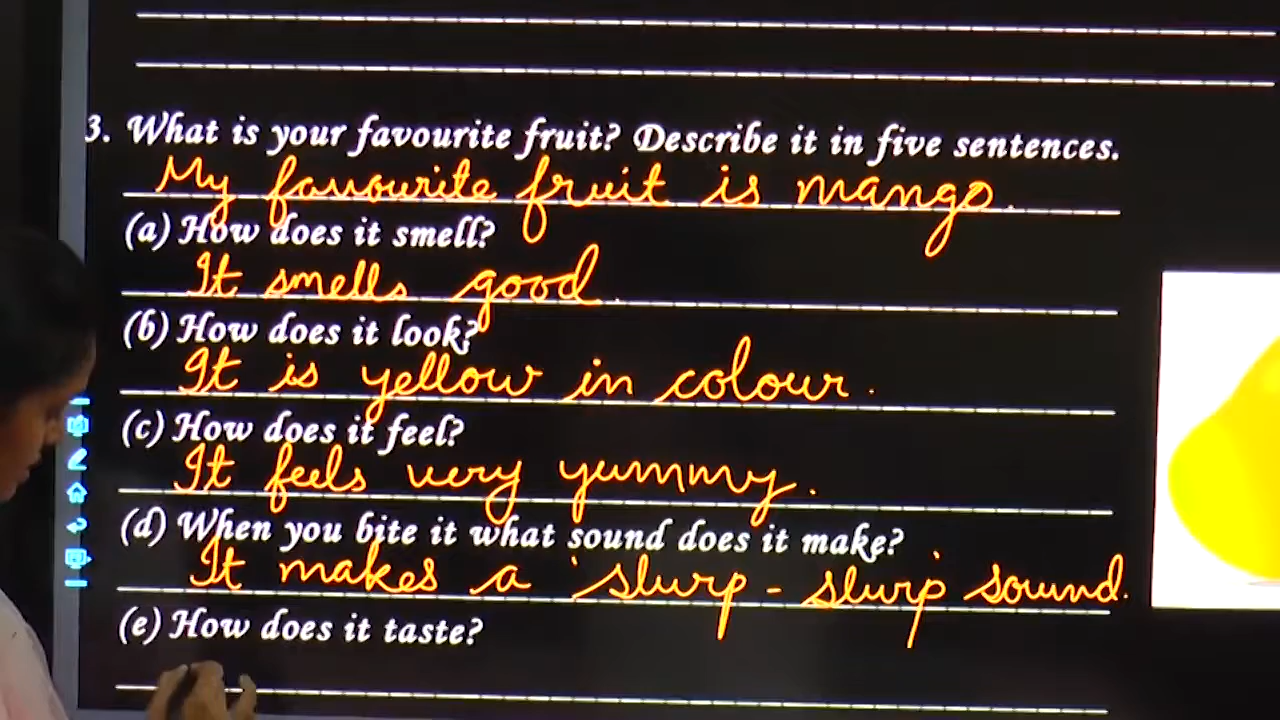 3. What is your favourite fruit? Describe it in five sentences.
My favourite fruit is mango.
(a) How does it smell?
It smells good.
(b) How does it look?
It is yellow in colour.
(c) How does it feel?
It feels very yummy.
(d) When you bite it what sound does it make?
It makes a 'slurp - slurp' sound.
(e) How does it taste?